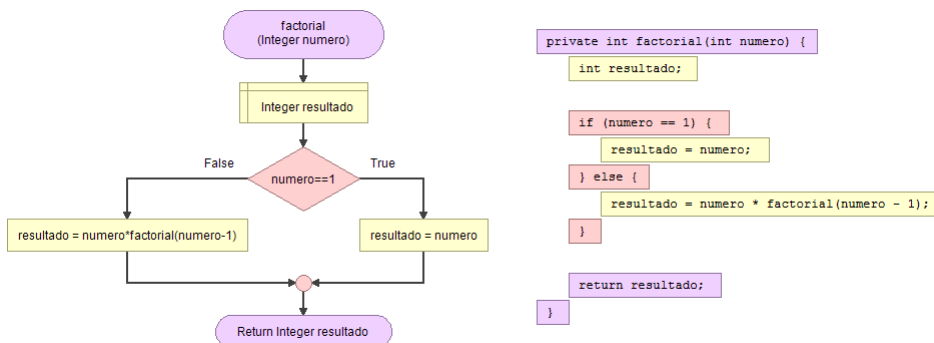 factorial
(Integer numero)
Integer resultado
False
True
numero==1
resultado = numero*factorial(numero-1)
resultado = numero
Return Integer resultado
private int factorial(int numero) {
int resultado;
if (numero == 1) {
resultado = numero;
} else {
resultado = numero * factorial(numero - 1);
}
return resultado;
}